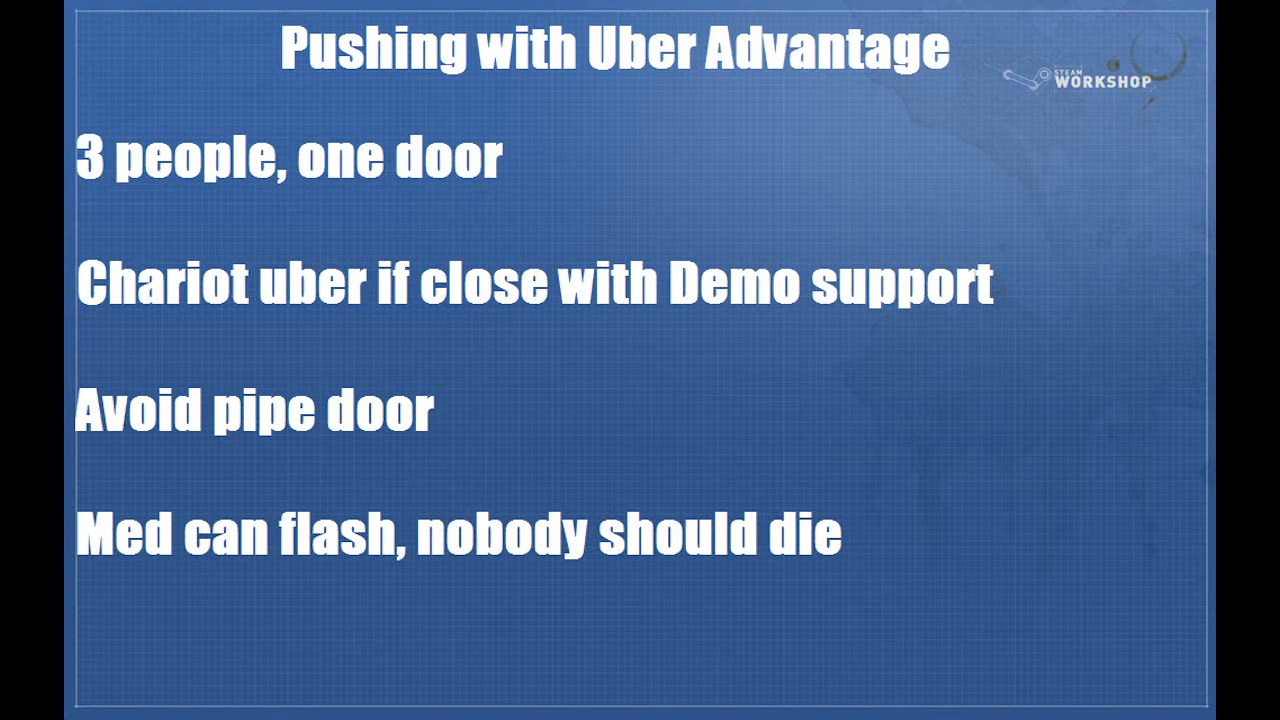 Pushing with Uber Advantage
STEAM
WORKSHOP
3 people, one door
Chariot uber if close with Demo support
Avoid pipe door
Med can flash, nobody should die